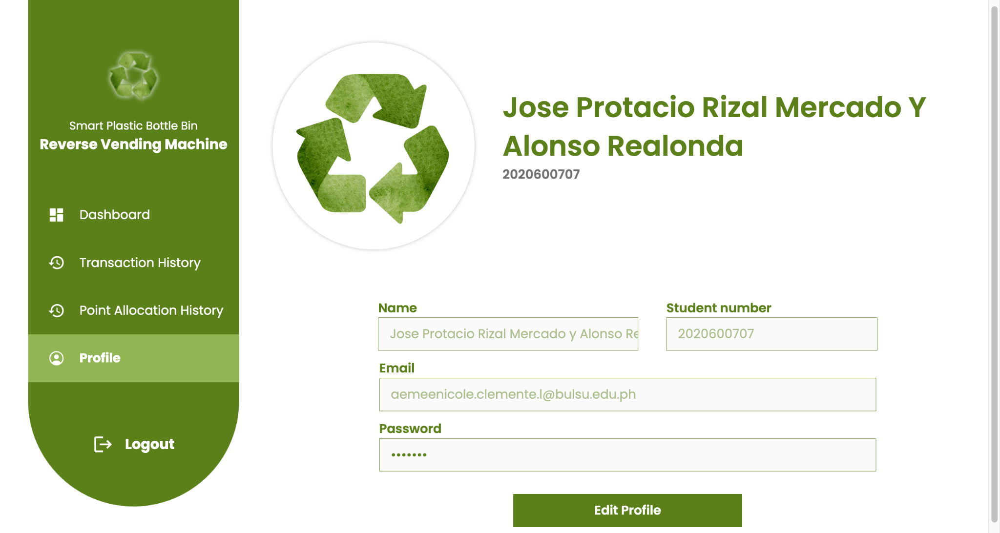 Smart Plastic Bottle Bin
Reverse Vending Machine
Dashboard
Transaction History
Point Allocation History
Profile
Logout
Jose Protacio Rizal Mercado Y
Alonso Realonda
2020600707
Name
Jose Protacio Rizal Mercado y Alonso Re
Student number
2020600707
Email
aemeenicole.clemente.l@bulsu.edu.ph
Password
•••••••
Edit Profile